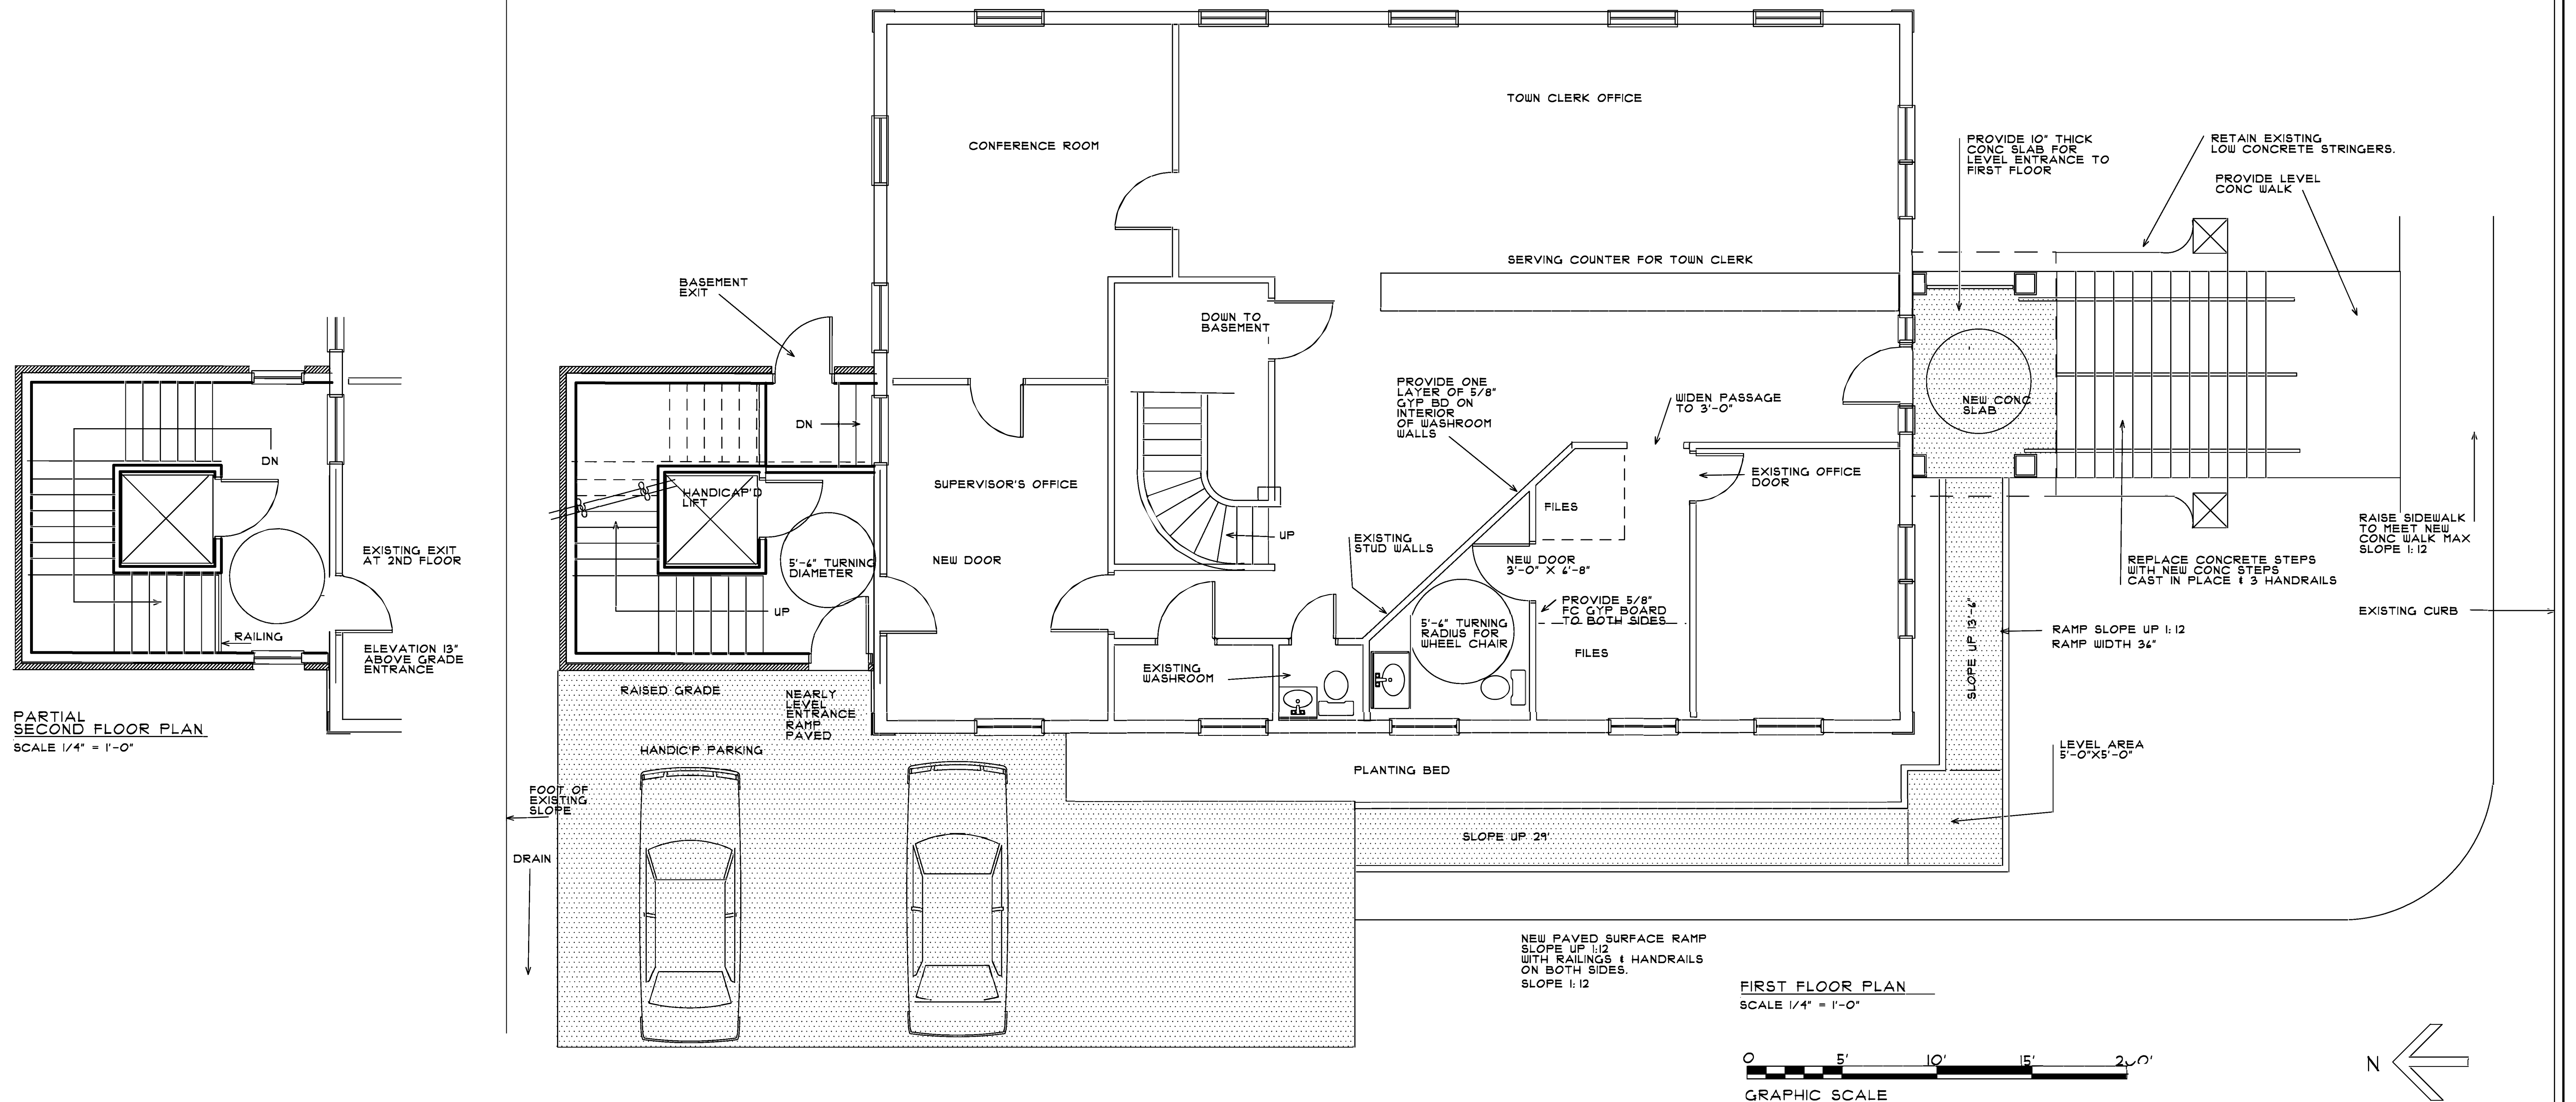 TOWN CLERK OFFICE
CONFERENCE ROOM
PROVIDE 10" THICK
CONC SLAB FOR
LEVEL ENTRANCE TO
FIRST FLOOR
RETAIN EXISTING
LOW CONCRETE STRINGERS.
PROVIDE LEVEL
CONC WALK
SERVING COUNTER FOR TOWN CLERK
BASEMENT
EXIT
DOWN TO
BASEMENT
PROVIDE ONE
LAYER OF 5/8"
GYP BD ON
INTERIOR
OF WASHROOM
WALLS
WIDEN PASSAGE
TO 3'-0"
NEW CONC
SLAB
DN
DN
EXISTING OFFICE
DOOR
SUPERVISOR'S OFFICE
HANDICAP'D
LIFT
FILES
UP
EXISTING
STUD WALLS
RAISE SIDEWALK
TO MEET NEW
CONC WALK MAX
SLOPE 1:12
EXISTING EXIT
AT 2ND FLOOR
5'-6" TURNING
DIAMETER
NEW DOOR
NEW DOOR
3'-0" X 6'-8"
REPLACE CONCRETE STEPS
WITH NEW CONC STEPS
CAST IN PLACE & 3 HANDRAILS
UP
PROVIDE 5/8"
FC GYP BOARD
TO BOTH SIDES
EXISTING CURB
RAILING
5'-6" TURNING
RADIUS FOR
WHEEL CHAIR
SLOPE UP 13'-6"
RAMP SLOPE UP 1:12
RAMP WIDTH 36"
ELEVATION 13"
ABOVE GRADE
ENTRANCE
EXISTING
WASHROOM
FILES
RAISED GRADE
NEARLY
LEVEL
ENTRANCE
RAMP
PAVED
PARTIAL
SECOND FLOOR PLAN
SCALE 1/4" = 1'-0"
HANDIC'P PARKING
LEVEL AREA
5'-0"X5'-0"
PLANTING BED
FOOT OF
EXISTING
SLOPE
SLOPE UP 29'
DRAIN
NEW PAVED SURFACE RAMP
SLOPE UP 1:12
WITH RAILINGS & HANDRAILS
ON BOTH SIDES.
SLOPE 1:12
FIRST FLOOR PLAN
SCALE 1/4" = 1'-0"
0 5' 10' 15' 20'
GRAPHIC SCALE
N